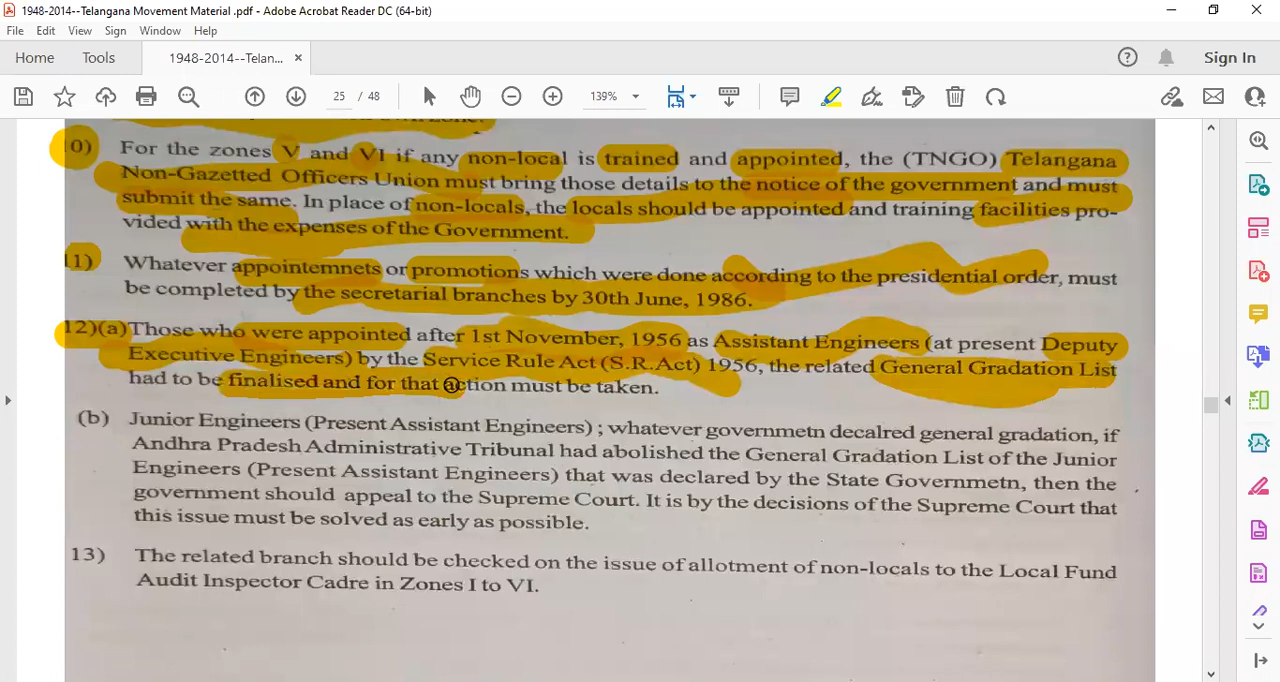 1948-2014--Telangana Movement Material .pdf - Adobe Acrobat Reader DC (64-bit)
File Edit View Sign Window Help
Home Tools 1948-2014--Telan... × Sign In
25 / 48 139%
10) For the zones V and VI if any non-local is trained and appointed, the (TNGO) Telangana
Non-Gazetted Officers Union must bring those details to the notice of the government and must
submit the same. In place of non-locals, the locals should be appointed and training facilities pro-
vided with the expenses of the Government.
11) Whatever appointemnets or promotions which were done according to the presidential order, must
be completed by the secretarial branches by 30th June, 1986.
12)(a) Those who were appointed after 1st November, 1956 as Assistant Engineers (at present Deputy
Executive Engineers) by the Service Rule Act (S.R.Act) 1956, the related General Gradation List
had to be finalised and for that action must be taken.
(b) Junior Engineers (Present Assistant Engineers) ; whatever governmetn decalred general gradation, if
Andhra Pradesh Administrative Tribunal had abolished the General Gradation List of the Junior
Engineers (Present Assistant Engineers) that was declared by the State Governmetn, then the
government should appeal to the Supreme Court. It is by the decisions of the Supreme Court that
this issue must be solved as early as possible.
13) The related branch should be checked on the issue of allotment of non-locals to the Local Fund
Audit Inspector Cadre in Zones I to VI.